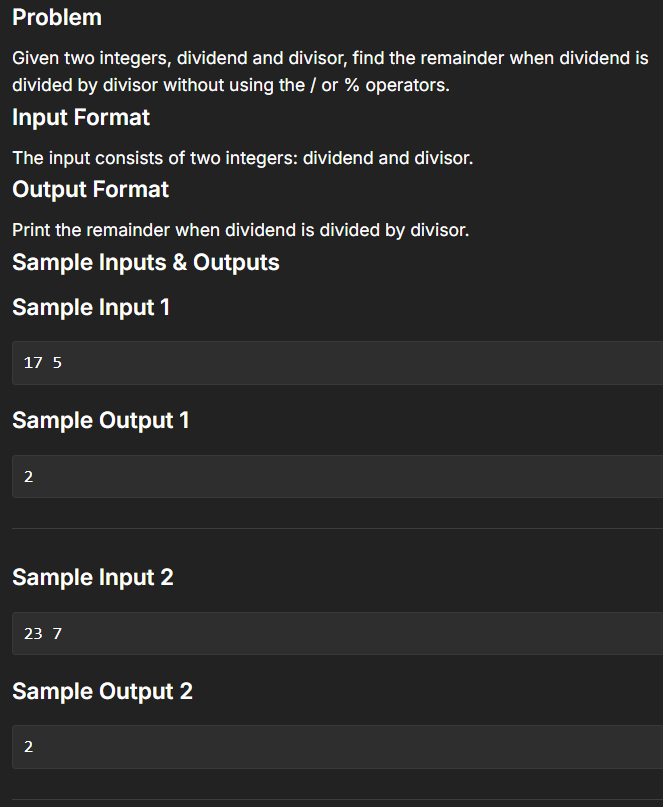 Problem
Given two integers, dividend and divisor, find the remainder when dividend is
divided by divisor without using the / or % operators.
Input Format
The input consists of two integers: dividend and divisor.
Output Format
Print the remainder when dividend is divided by divisor.
Sample Inputs & Outputs
Sample Input 1
17 5
Sample Output 1
2
Sample Input 2
23 7
Sample Output 2
2